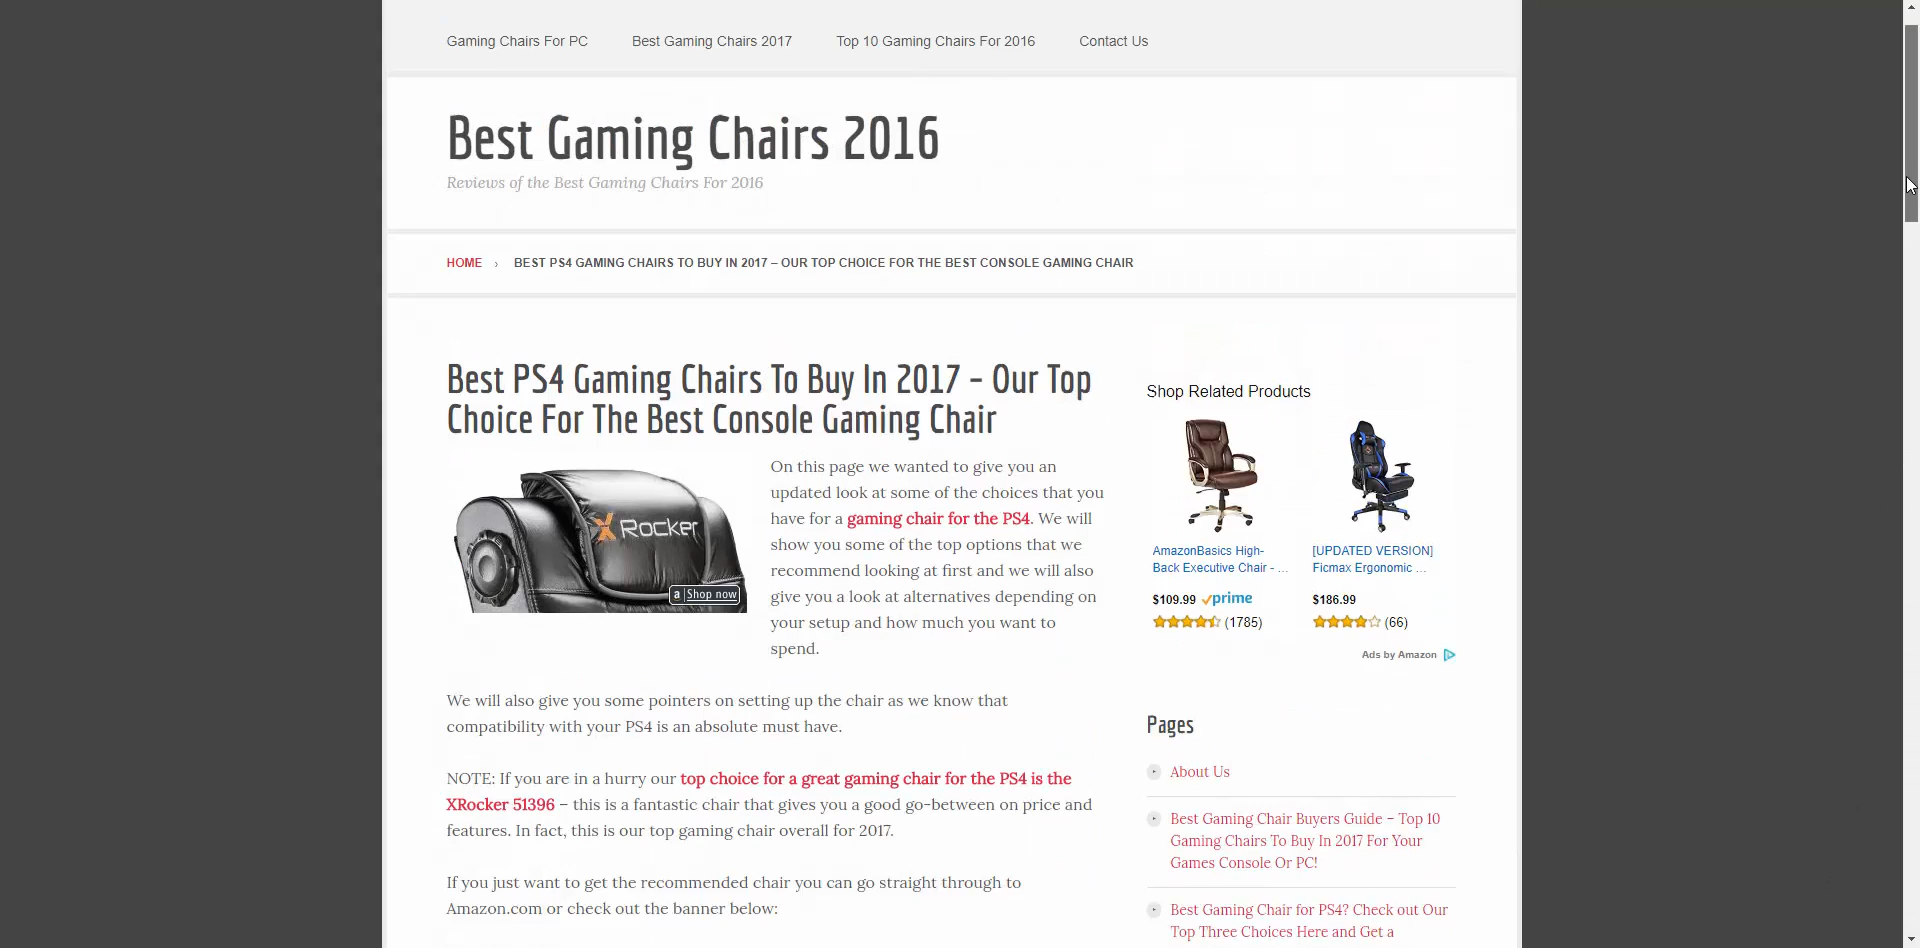 Gaming Chairs For PC Best Gaming Chairs 2017 Top 10 Gaming Chairs For 2016 Contact Us
Best Gaming Chairs 2016
Reviews of the Best Gaming Chairs For 2016
HOME › BEST PS4 GAMING CHAIRS TO BUY IN 2017 – OUR TOP CHOICE FOR THE BEST CONSOLE GAMING CHAIR
Best PS4 Gaming Chairs To Buy In 2017 – Our Top
Choice For The Best Console Gaming Chair
X ROCKER
a Shop now
On this page we wanted to give you an
updated look at some of the choices that you
have for a gaming chair for the PS4. We will
show you some of the top options that we
recommend looking at first and we will also
give you a look at alternatives depending on
your setup and how much you want to
spend.
We will also give you some pointers on setting up the chair as we know that
compatibility with your PS4 is an absolute must have.
NOTE: If you are in a hurry our top choice for a great gaming chair for the PS4 is the
XRocker 51396 – this is a fantastic chair that gives you a good go-between on price and
features. In fact, this is our top gaming chair overall for 2017.
If you just want to get the recommended chair you can go straight through to
Amazon.com or check out the banner below:
Shop Related Products
AmazonBasics High-
Back Executive Chair - ...
$109.99 prime
(1785)
[UPDATED VERSION]
Ficmax Ergonomic ...
$186.99
(66)
Ads by Amazon
Pages
About Us
Best Gaming Chair Buyers Guide – Top 10
Gaming Chairs To Buy In 2017 For Your
Games Console Or PC!
Best Gaming Chair for PS4? Check out Our
Top Three Choices Here and Get a